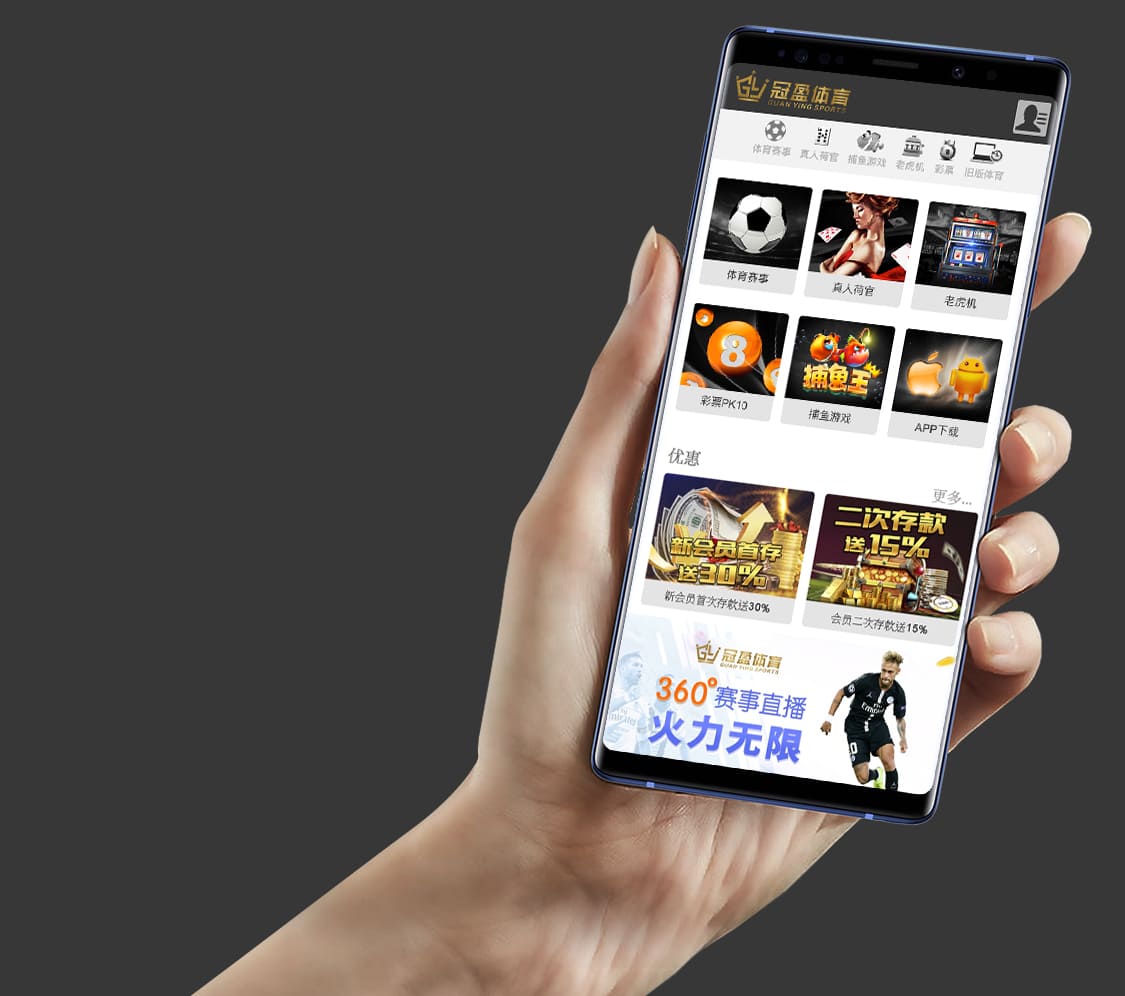 冠盈体育
GUAN YING SPORTS
体育赛事 真人荷官 捕鱼游戏 老虎机 彩票 旧版体育
体育赛事 真人荷官 老虎机
8
捕鱼王
彩票PK10 捕鱼游戏 APP下载
优惠
更多...
新会员首存
送30%
二次存款
送15%
新会员首次存款送30%
会员二次存款送15%
冠盈体育
GUAN YING SPORTS
360°赛事直播
火力无限